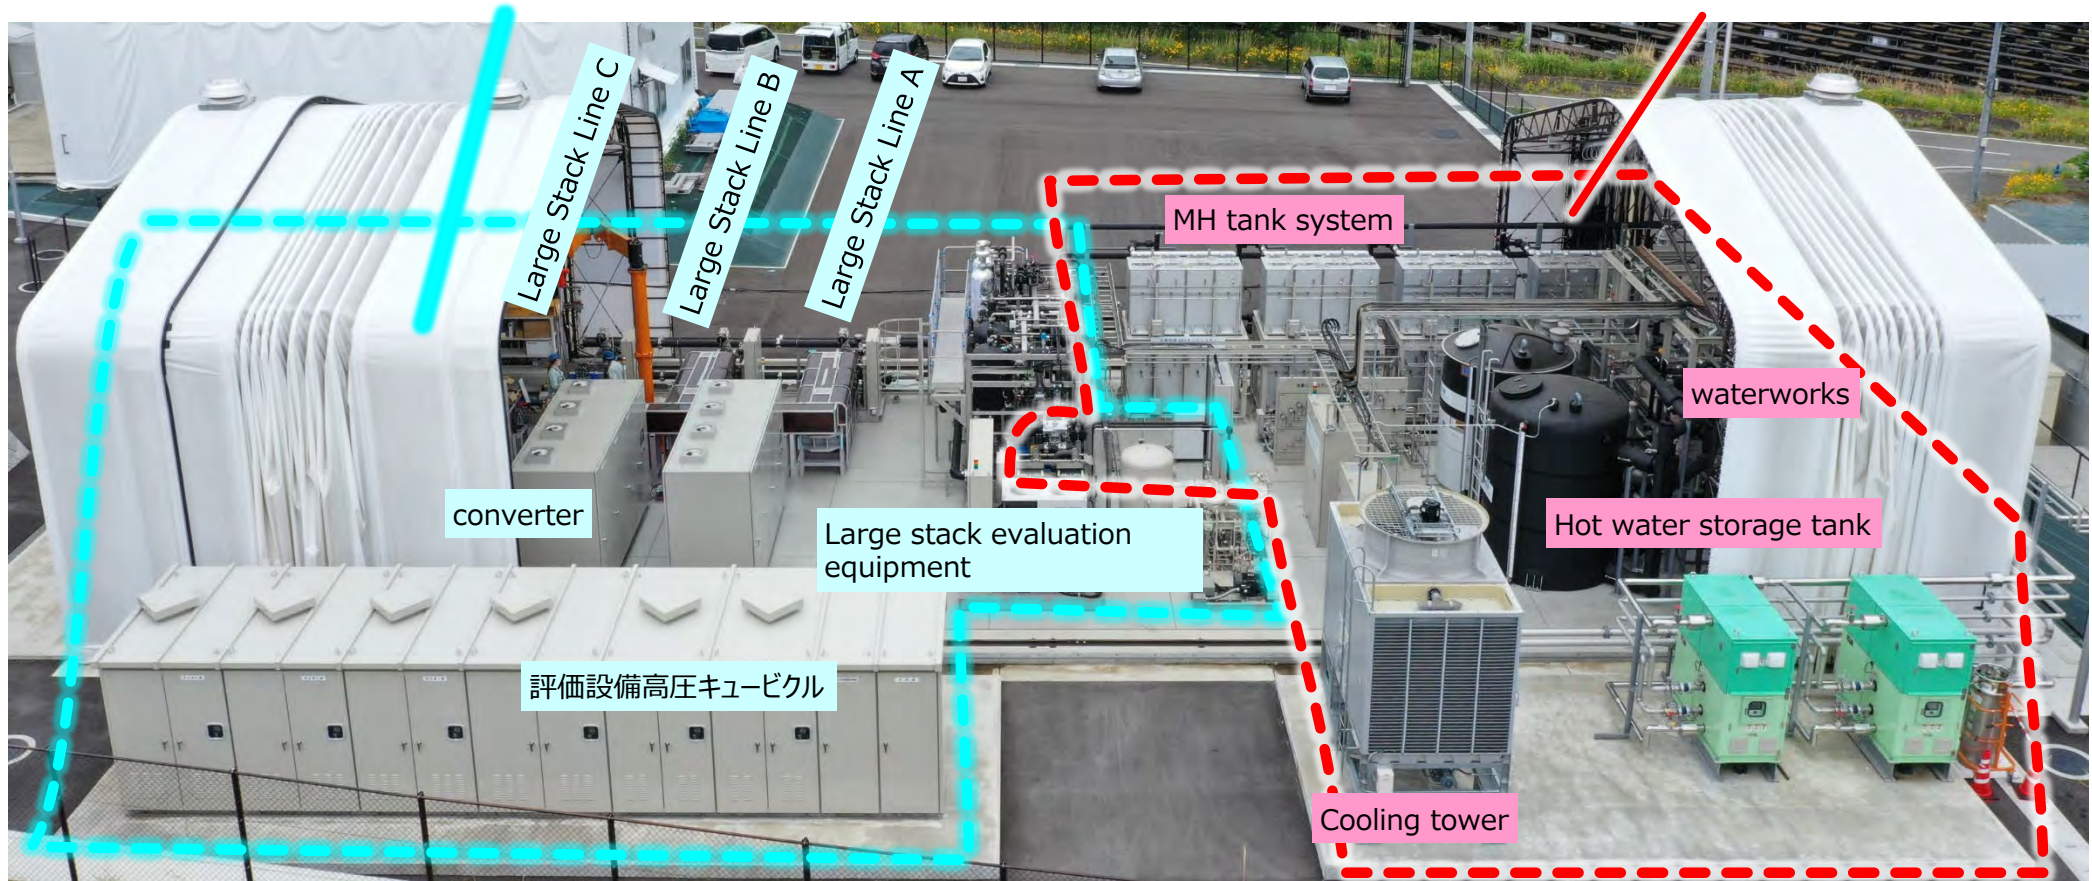 Large Stack Line C
Large Stack Line B
Large Stack Line A
MH tank system
waterworks
converter
Large stack evaluation
equipment
Hot water storage tank
評価設備高圧キュービクル
Cooling tower